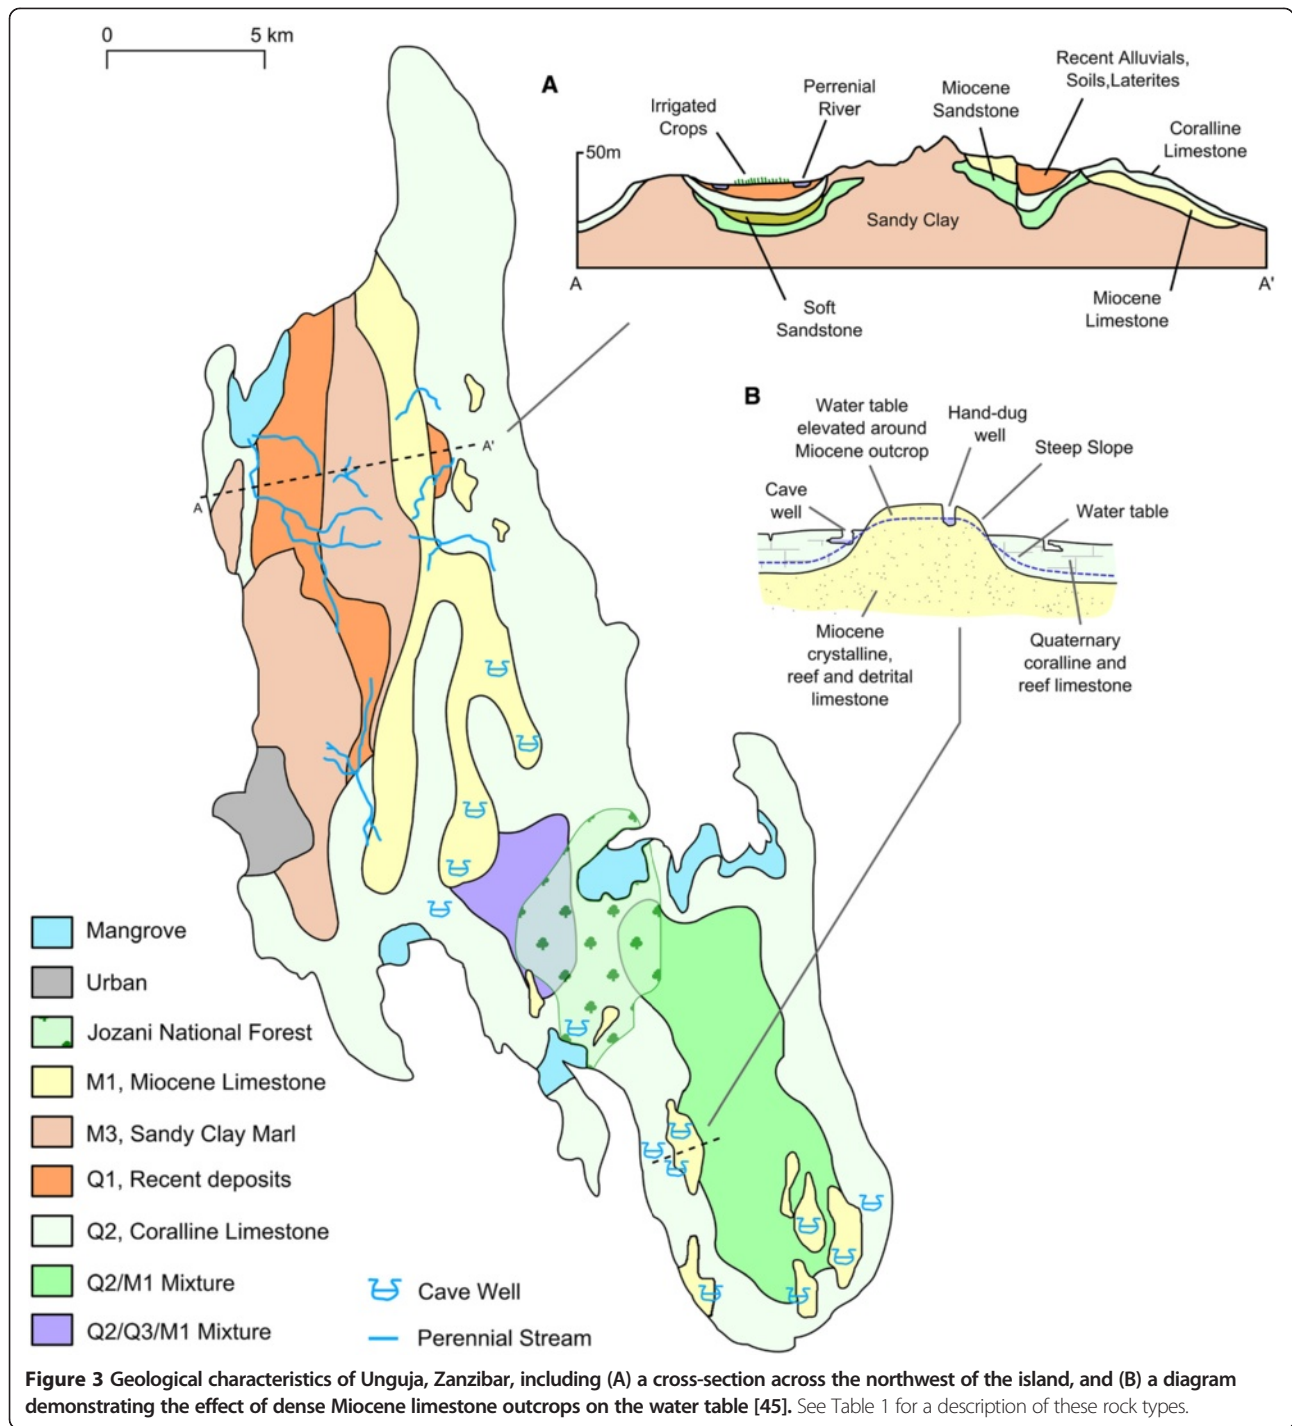 0
5 km
A
Irrigated
Crops
Perrenial
River
Miocene
Sandstone
Recent Alluvials,
Soils,Laterites
Coralline
Limestone
50m
Sandy Clay
A
A'
Soft
Sandstone
Miocene
Limestone
A
A'
B
Water table
elevated around
Miocene outcrop
Hand-dug
well
Steep Slope
Cave
well
Water table
Miocene
crystalline,
reef and detrital
limestone
Quaternary
coralline and
reef limestone
Mangrove
Urban
Jozani National Forest
M1, Miocene Limestone
M3, Sandy Clay Marl
Q1, Recent deposits
Q2, Coralline Limestone
Q2/M1 Mixture
Q2/Q3/M1 Mixture
Cave Well
Perennial Stream
Figure 3 Geological characteristics of Unguja, Zanzibar, including (A) a cross-section across the northwest of the island, and (B) a diagram
demonstrating the effect of dense Miocene limestone outcrops on the water table [45]. See Table 1 for a description of these rock types.